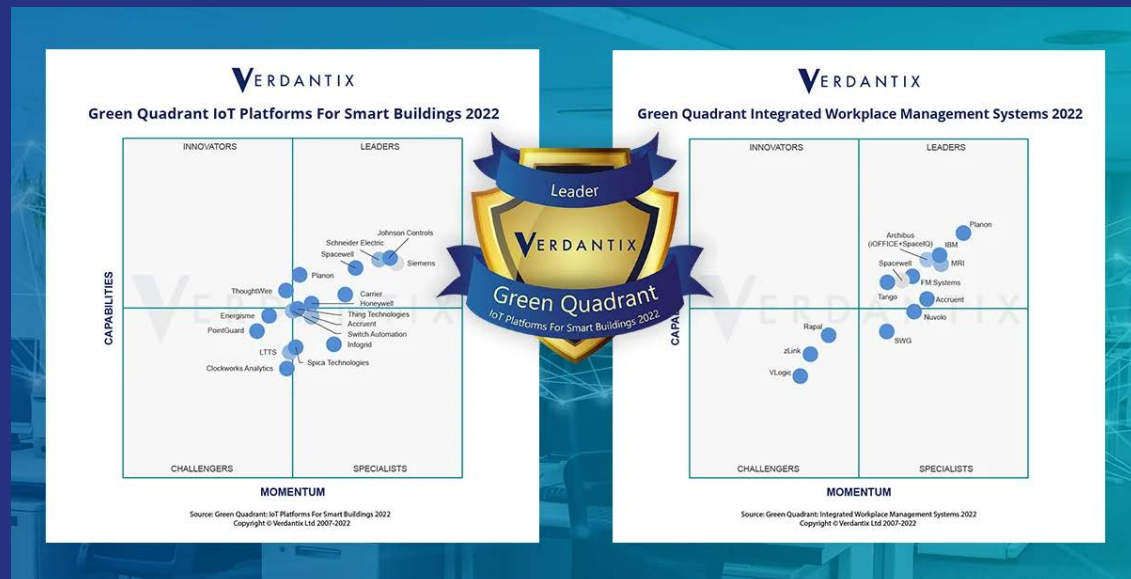 VERDANTIX
Green Quadrant IoT Platforms For Smart Buildings 2022
INNOVATORS
LEADERS
Johnson Controls
Schneider Electric
Spacewell
Siemens
Planon
ThoughtWire
Carrier
Honeywell
Energisme
Thing Technologies
Accruent
PointGuard
Switch Automation
Infogrid
LTTS
Spica Technologies
Clockworks Analytics
CHALLENGERS
SPECIALISTS
CAPABILITIES
MOMENTUM
Source: Green Quadrant: IoT Platforms For Smart Buildings 2022
Copyright © Verdantix Ltd 2007-2022
Leader
VERDANTIX
Green Quadrant
IoT Platforms For Smart Buildings 2022
VERDANTIX
Green Quadrant Integrated Workplace Management Systems 2022
INNOVATORS
LEADERS
Planon
Archibus
(iOFFICE+SpaceIQ)
IBM
Spacewell
MRI
FM:Systems
Tango
Accruent
Nuvolo
Rapal
SWG
zLink
VLogic
CHALLENGERS
SPECIALISTS
MOMENTUM
Source: Green Quadrant: Integrated Workplace Management Systems 2022
Copyright © Verdantix Ltd 2007-2022